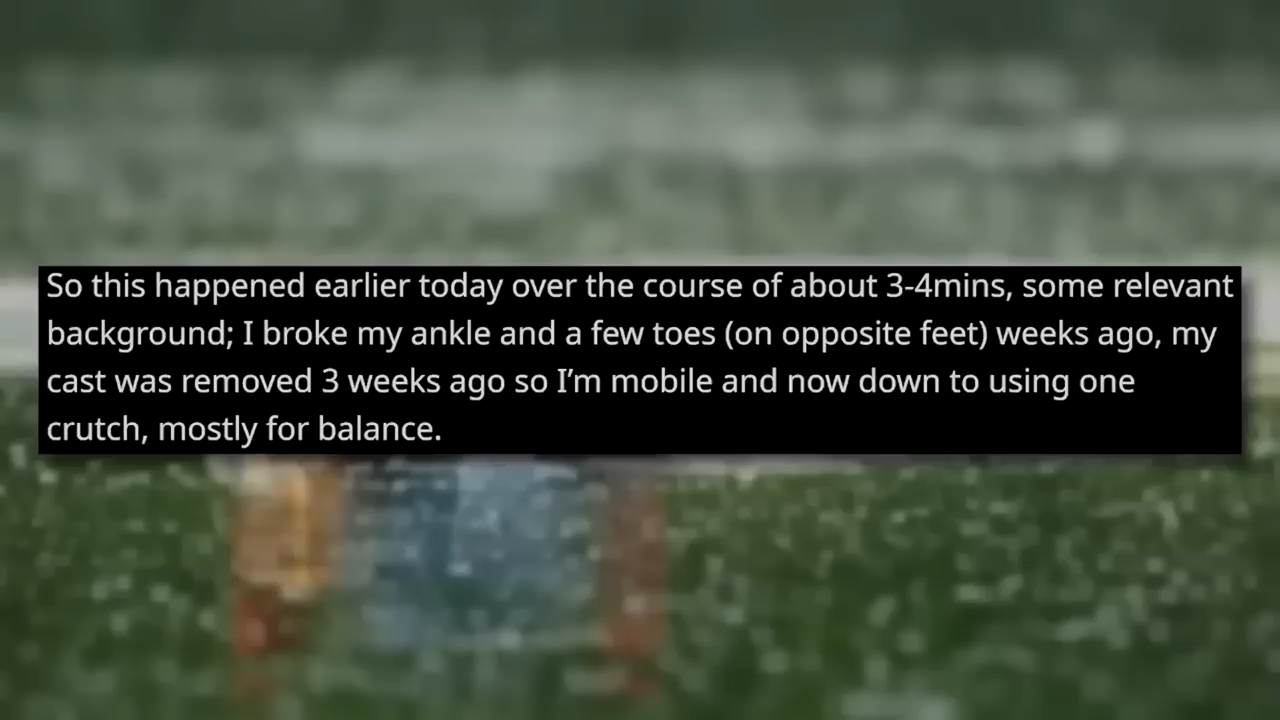 So this happened earlier today over the course of about 3-4mins, some relevant
background; I broke my ankle and a few toes (on opposite feet) weeks ago, my
cast was removed 3 weeks ago so I’m mobile and now down to using one
crutch, mostly for balance.